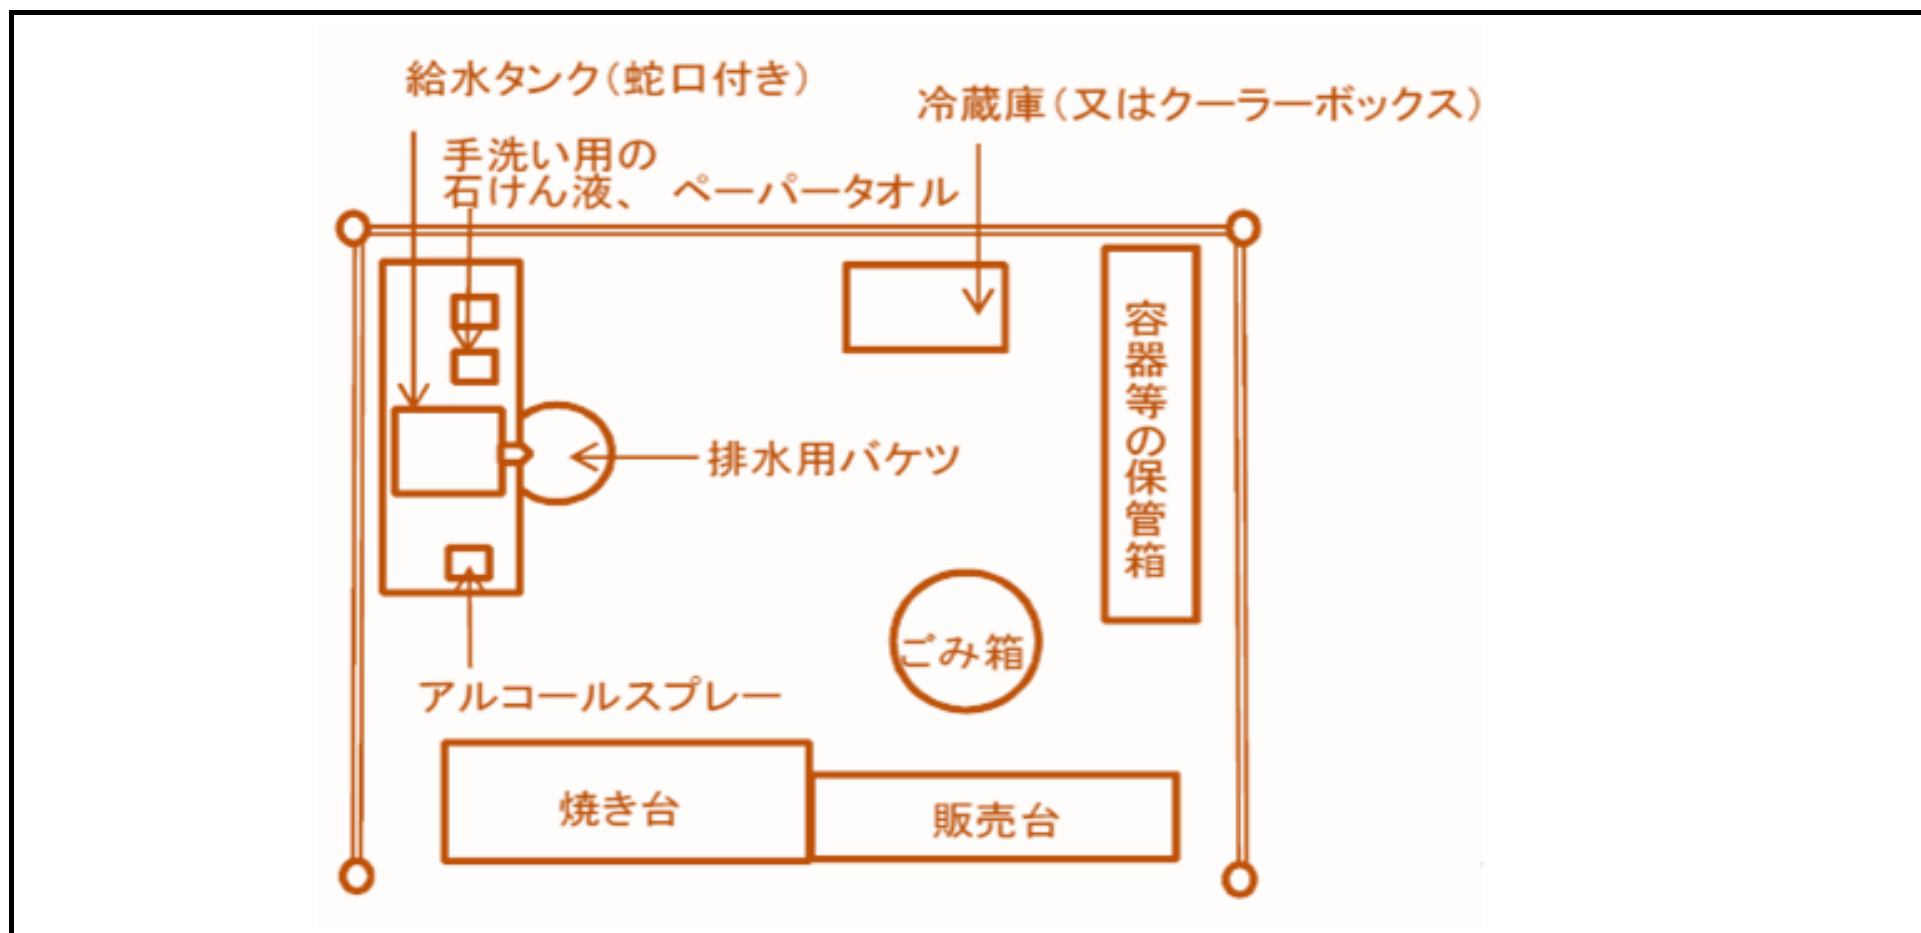 給水タンク（蛇口付き）
冷蔵庫（又はクーラーボックス）
手洗い用の
石けん液、 ペーパータオル
容器等の保管箱
排水用バケツ
ごみ箱
アルコールスプレー
焼き台
販売台